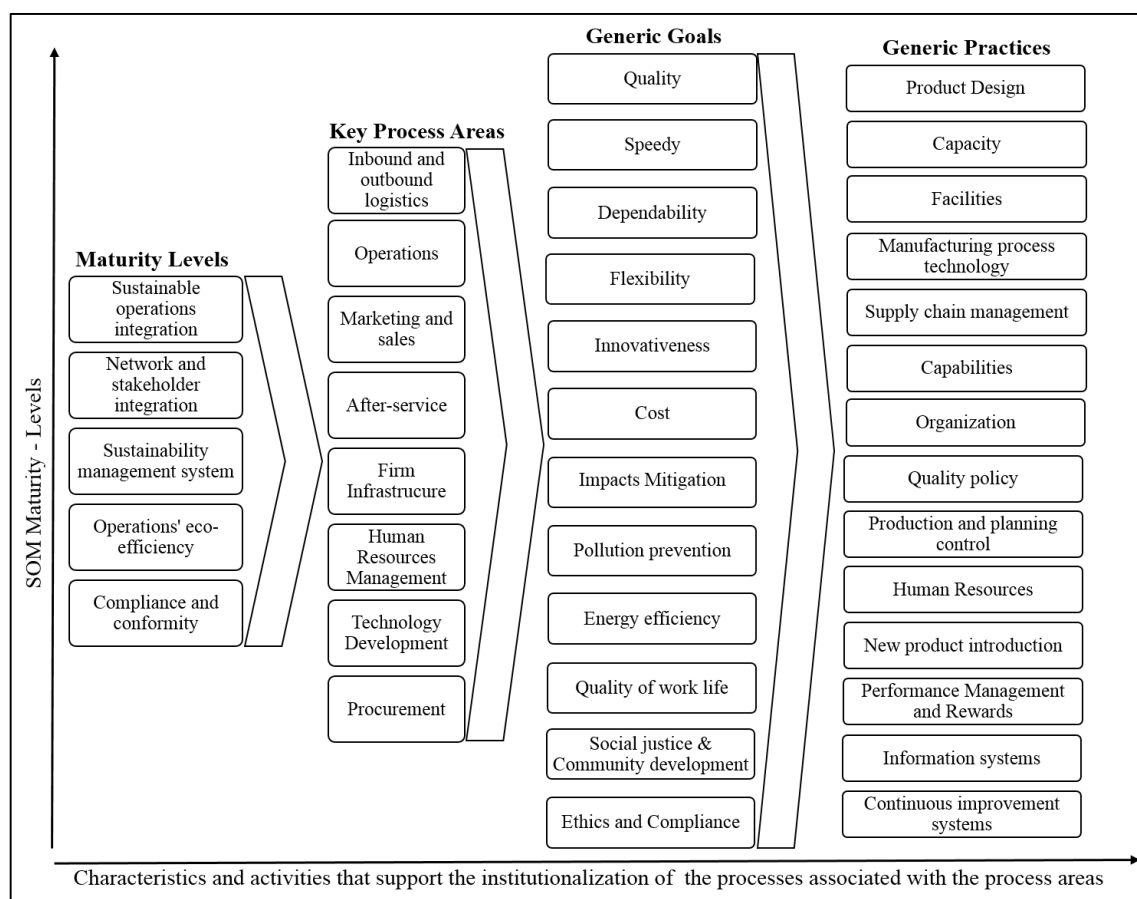 SOM Maturity - Levels
Maturity Levels
Sustainable
operations
integration
Network and
stakeholder
integration
Sustainability
management system
Operations' eco-
efficiency
Compliance and
conformity
Key Process Areas
Inbound and
outbound
logistics
Operations
Marketing and
sales
After-service
Firm
Infrastrucure
Human
Resources
Management
Technology
Development
Procurement
Generic Goals
Quality
Speedy
Dependability
Flexibility
Innovativeness
Cost
Impacts Mitigation
Pollution prevention
Energy efficiency
Quality of work life
Social justice &
Community development
Ethics and Compliance
Generic Practices
Product Design
Capacity
Facilities
Manufacturing process
technology
Supply chain management
Capabilities
Organization
Quality policy
Production and planning
control
Human Resources
New product introduction
Performance Management
and Rewards
Information systems
Continuous improvement
systems
Characteristics and activities that support the institutionalization of the processes associated with the process areas